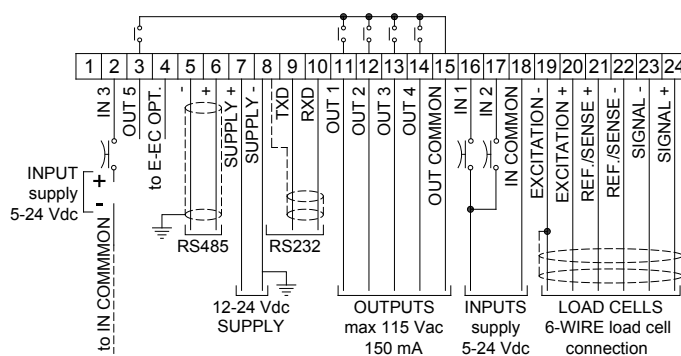 1 2 3 4 5 6 7 8 9 10 11 12 13 14 15 16 17 18 19 20 21 22 23 24
IN 3
OUT 5
to E-EC OPT.
-
+
SUPPLY +
SUPPLY -
TXD
RXD
OUT 1
OUT 2
OUT 3
OUT 4
OUT COMMON
IN 1
IN 2
IN COMMON
EXCITATION -
EXCITATION +
REF./SENSE +
REF./SENSE -
SIGNAL -
SIGNAL +
INPUT
supply
5-24 Vdc
+
-
to IN COMMMON
RS485
RS232
12-24 Vdc
SUPPLY
OUTPUTS
max 115 Vac
150 mA
INPUTS
supply
5-24 Vdc
LOAD CELLS
6-WIRE load cell
connection